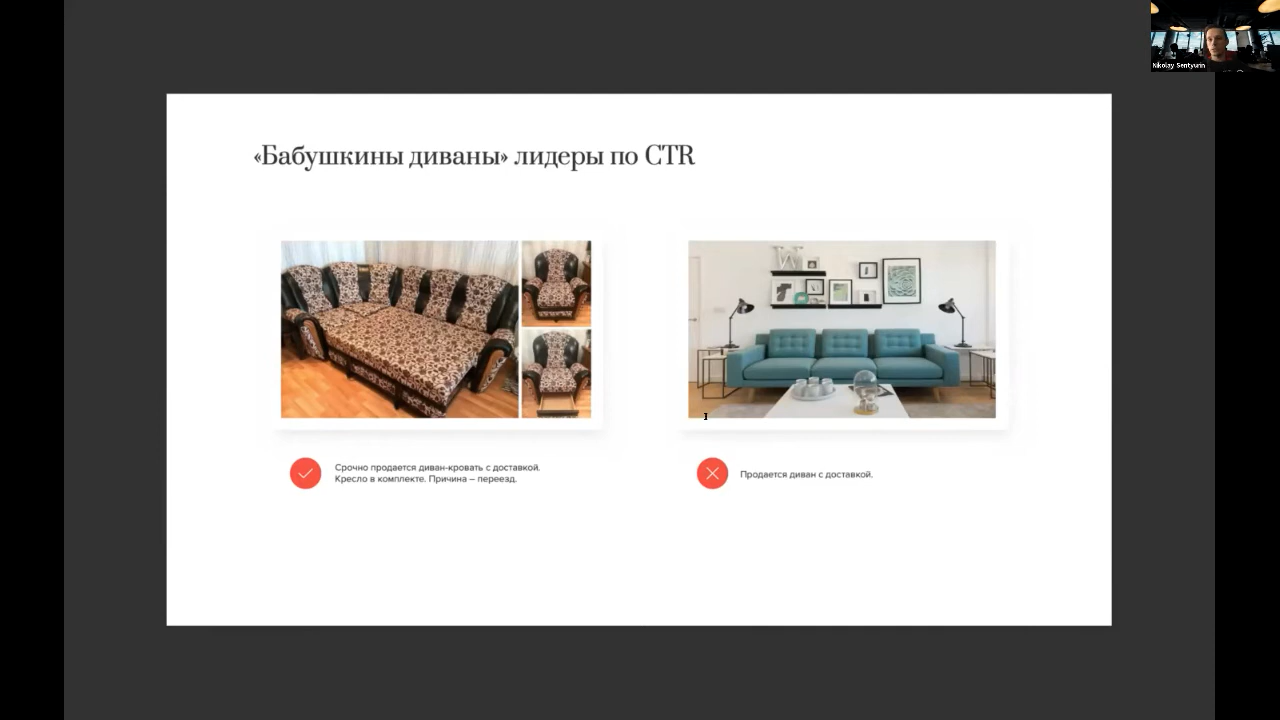 Nikolay Sentyurin
«Бабушкины диваны» лидеры по CTR
Срочно продается диван-кровать с доставкой.
Кресло в комплекте. Причина – переезд.
Продается диван с доставкой.